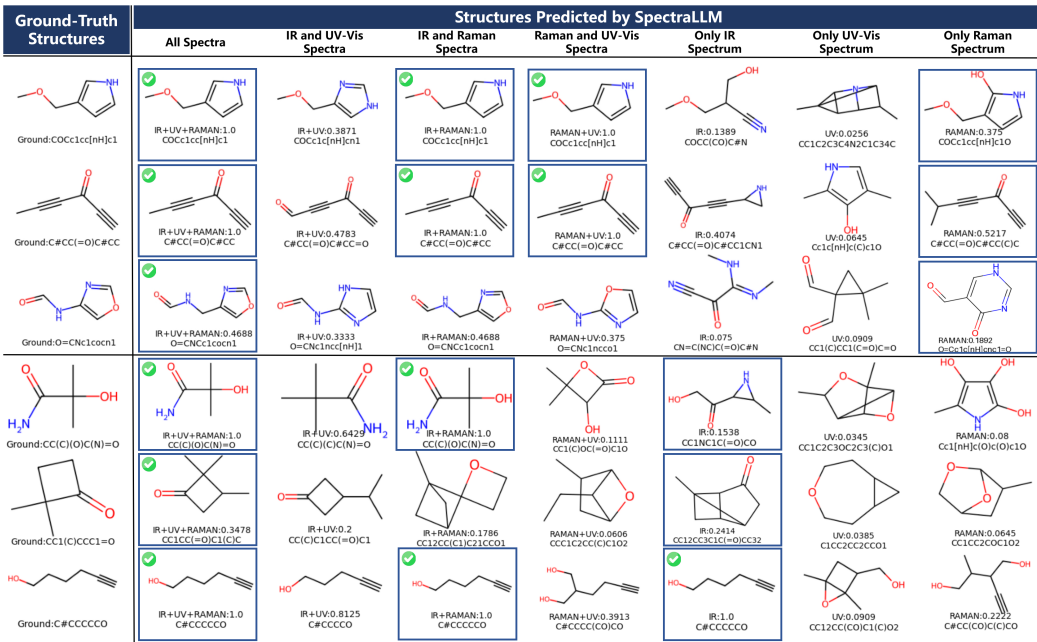 Ground-Truth
Structures
Structures Predicted by SpectraLLM
All Spectra
IR and UV-Vis
Spectra
IR and Raman
Spectra
Raman and UV-Vis
Spectra
Only IR
Spectrum
Only UV-Vis
Spectrum
Only Raman
Spectrum
Ground:COCc1cc[nH]c1
IR+UV+RAMAN:1.0
COCc1cc[nH]c1
IR+UV:0.3871
COCc1c[nH]cn1
IR+RAMAN:1.0
COCc1cc[nH]c1
RAMAN+UV:1.0
COCc1cc[nH]c1
IR:0.1389
COCC(CO)C#N
UV:0.0256
CC1C2C3C4N2C1C34C
RAMAN:0.375
COCc1cc[nH]c1O
Ground:C#CC(=O)C#CC
IR+UV+RAMAN:1.0
C#CC(=O)C#CC
IR+UV:0.4783
C#CC(=O)C#CC=O
IR+RAMAN:1.0
C#CC(=O)C#CC
RAMAN+UV:1.0
C#CC(=O)C#CC
IR:0.4074
C#CC(=O)C#CC1CN1
UV:0.0645
Cc1c[nH]c(C)c1O
RAMAN:0.5217
C#CC(=O)C#CC(C)C
Ground:O=CNc1cocn1
IR+UV+RAMAN:0.4688
O=CNCc1cocn1
IR+UV:0.3333
O=CNc1ncc[nH]1
IR+RAMAN:0.4688
O=CNCc1cocn1
RAMAN+UV:0.375
O=CNc1ncco1
IR:0.075
CN=C(NC)C(=O)C#N
UV:0.0909
CC1(C)CC1(C=O)C=O
RAMAN:0.1892
O=Cc1c[nH]cnc1=O
Ground:CC(C)(O)C(N)=O
IR+UV+RAMAN:1.0
CC(C)(O)C(N)=O
IR+UV:0.6429
CC(C)(C)C(N)=O
IR+RAMAN:1.0
CC(C)(O)C(N)=O
RAMAN+UV:0.1111
CC1(C)OC(=O)C1O
IR:0.1538
CC1NC1C(=O)CO
UV:0.0345
CC1C2C3OC2C3(C)O1
RAMAN:0.08
Cc1[nH]c(O)c(O)c1O
Ground:CC1(C)CCC1=O
IR+UV+RAMAN:0.3478
CC1CC(=O)C1(C)C
IR+UV:0.2
CC(C)C1CC(=O)C1
IR+RAMAN:0.1786
CC12CC(C1)C21CCO1
RAMAN+UV:0.0606
CCC1C2CC(C)C1O2
IR:0.2414
CC12CC3C1C(=O)CC32
UV:0.0385
C1CC2CC2CCO1
RAMAN:0.0645
CC1CC2COC1O2
Ground:C#CCCCCO
IR+UV+RAMAN:1.0
C#CCCCCO
IR+UV:0.8125
C#CCCCO
IR+RAMAN:1.0
C#CCCCCO
RAMAN+UV:0.3913
C#CCCC(CO)CO
IR:1.0
C#CCCCCO
UV:0.0909
CC12CC(CO)C1(C)O2
RAMAN:0.2222
C#CC(CO)C(C)CO